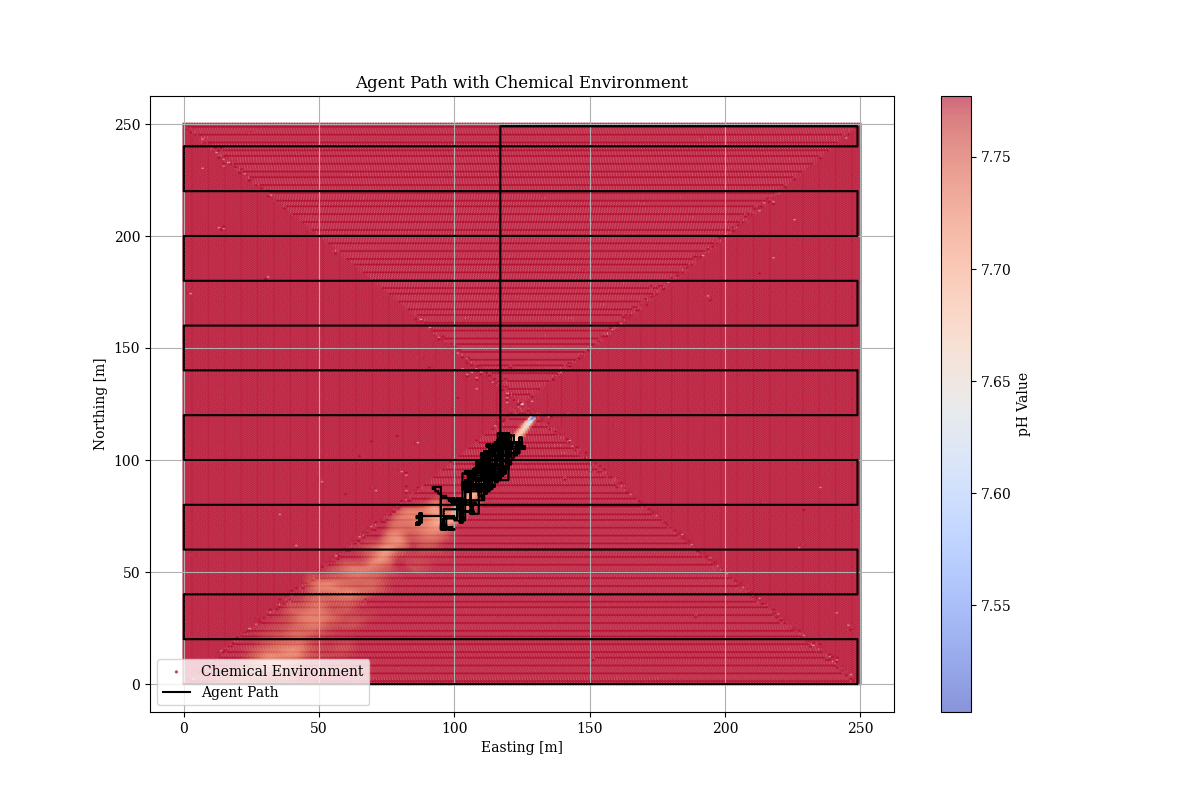 Agent Path with Chemical Environment
250
200
150
100
50
0
Northing [m]
0 50 100 150 200 250
Easting [m]
Chemical Environment
Agent Path
7.75
7.70
7.65
7.60
7.55
pH Value